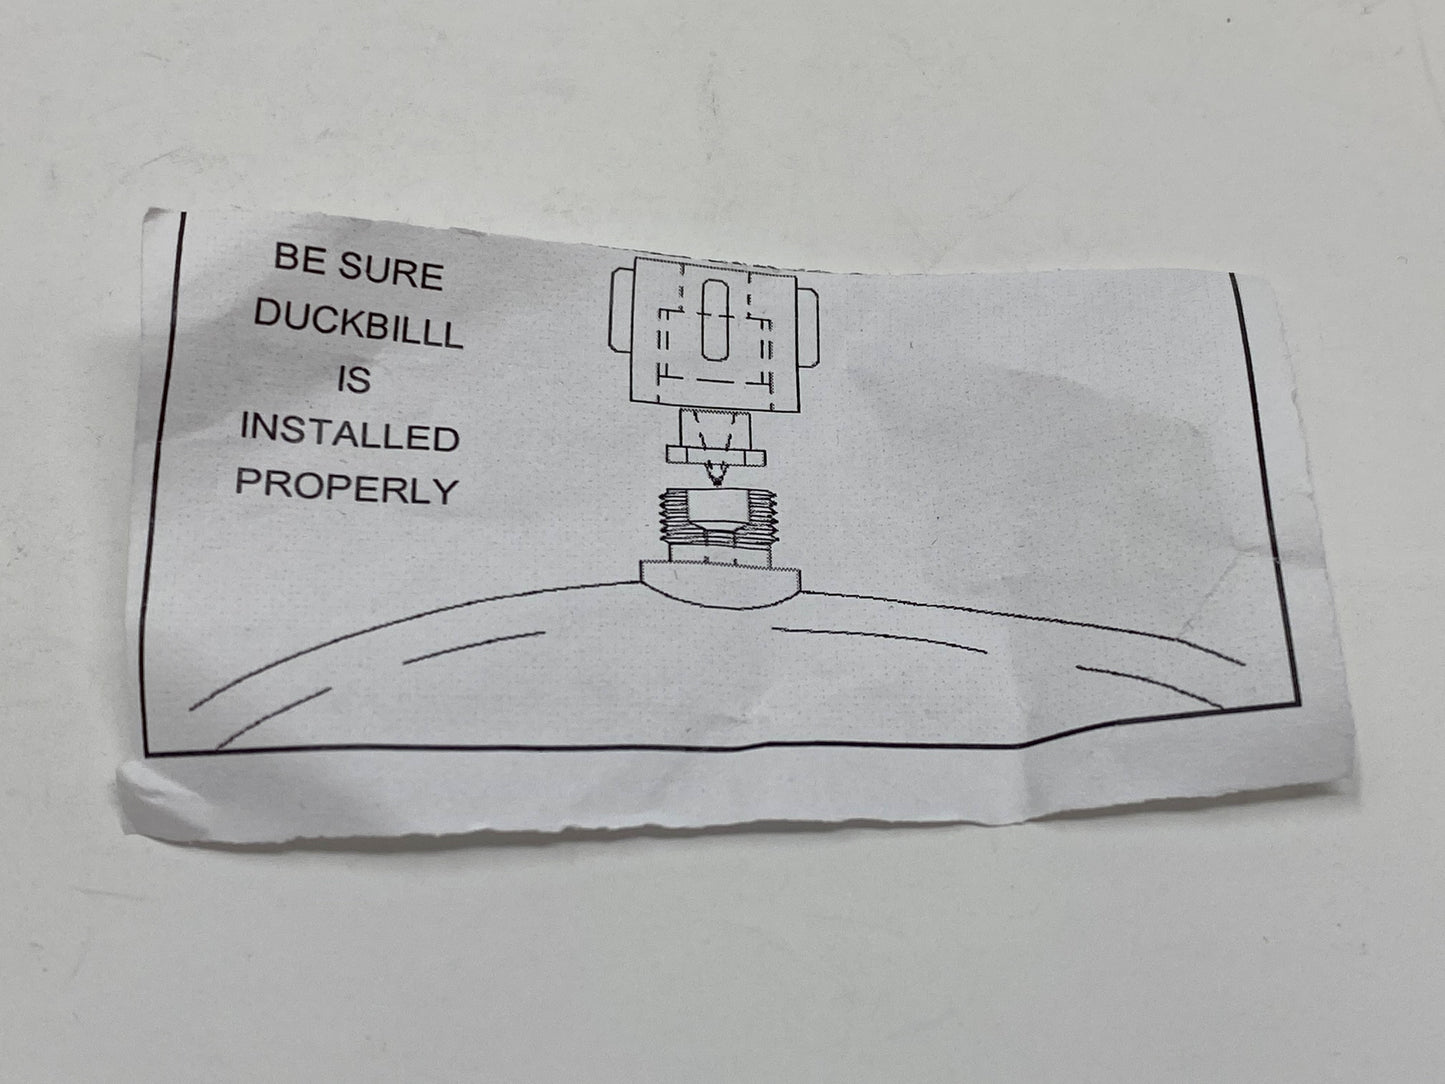 BE SURE
DUCKBILLL
IS
INSTALLED
PROPERLY